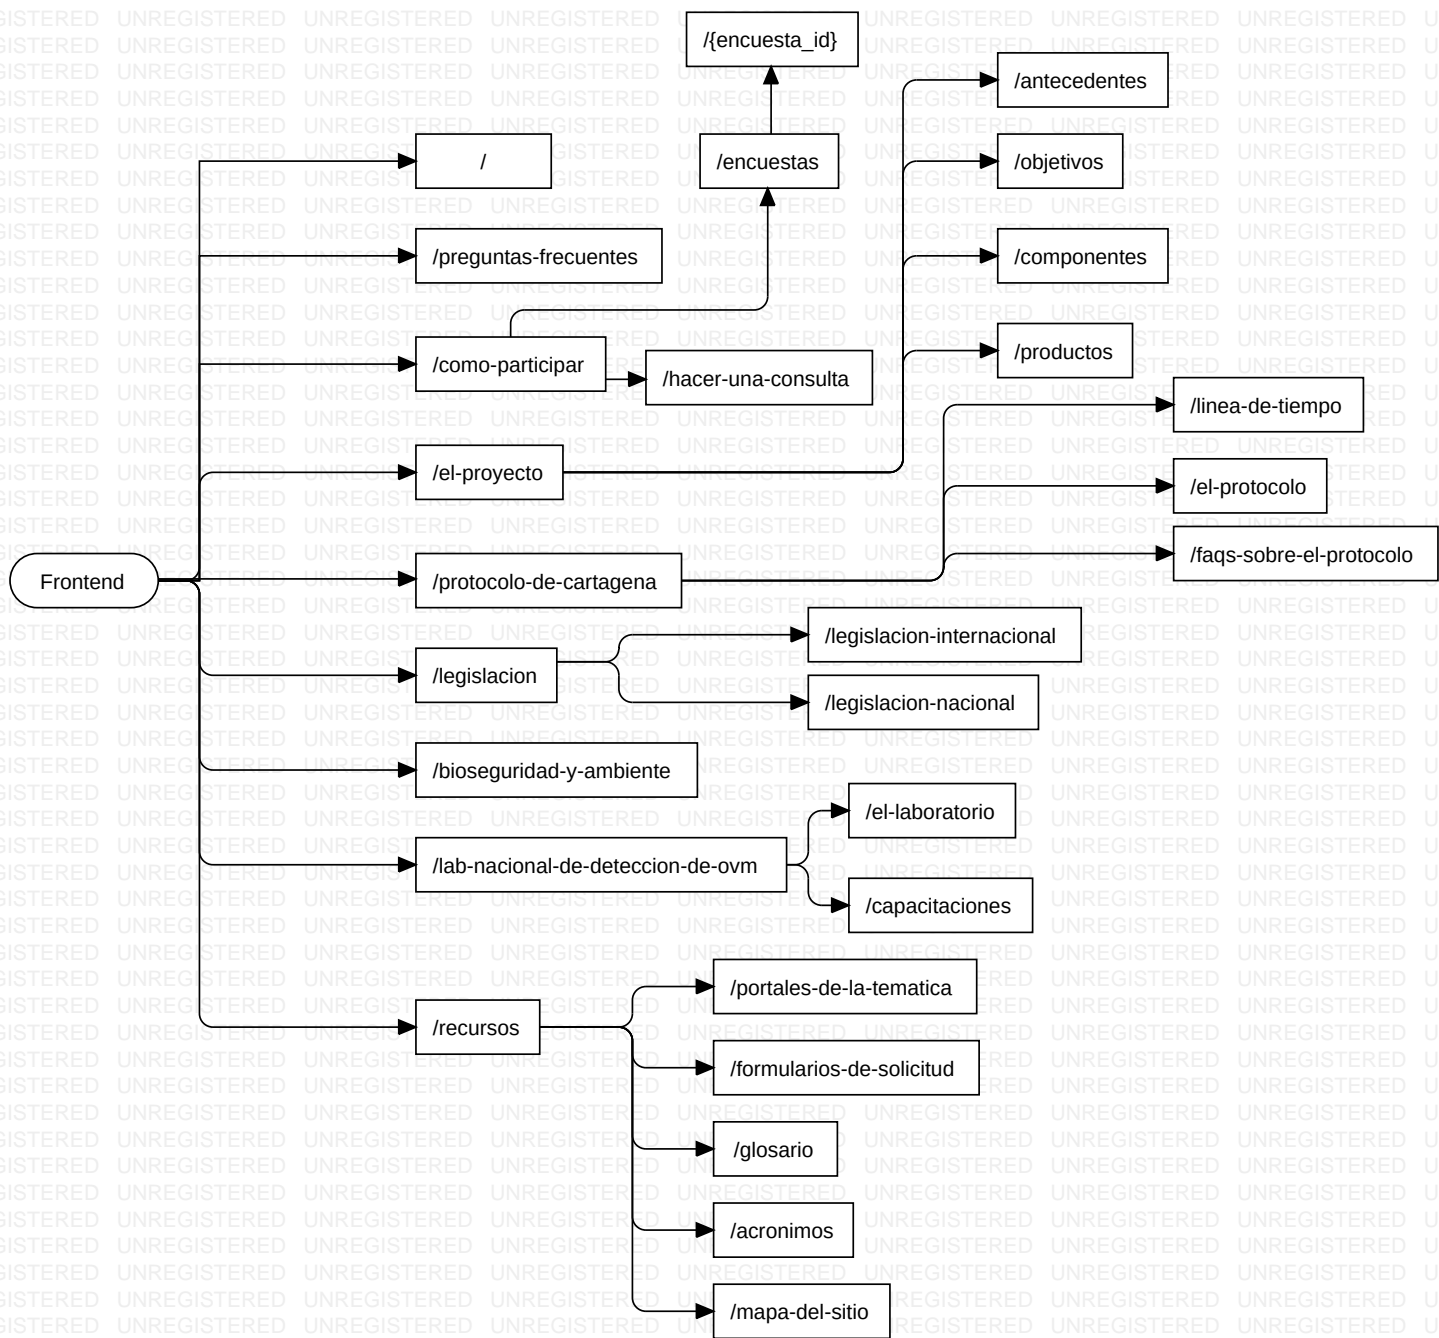 /{encuesta_id}
/antecedentes
/
/encuestas
/objetivos
/preguntas-frecuentes
/componentes
/como-participar
/hacer-una-consulta
/productos
/linea-de-tiempo
/el-proyecto
/el-protocolo
Frontend
/protocolo-de-cartagena
/faqs-sobre-el-protocolo
/legislacion
/legislacion-internacional
/legislacion-nacional
/bioseguridad-y-ambiente
/el-laboratorio
/lab-nacional-de-deteccion-de-ovm
/capacitaciones
/portales-de-la-tematica
/recursos
/formularios-de-solicitud
/glosario
/acronimos
/mapa-del-sitio
UNREGISTERED